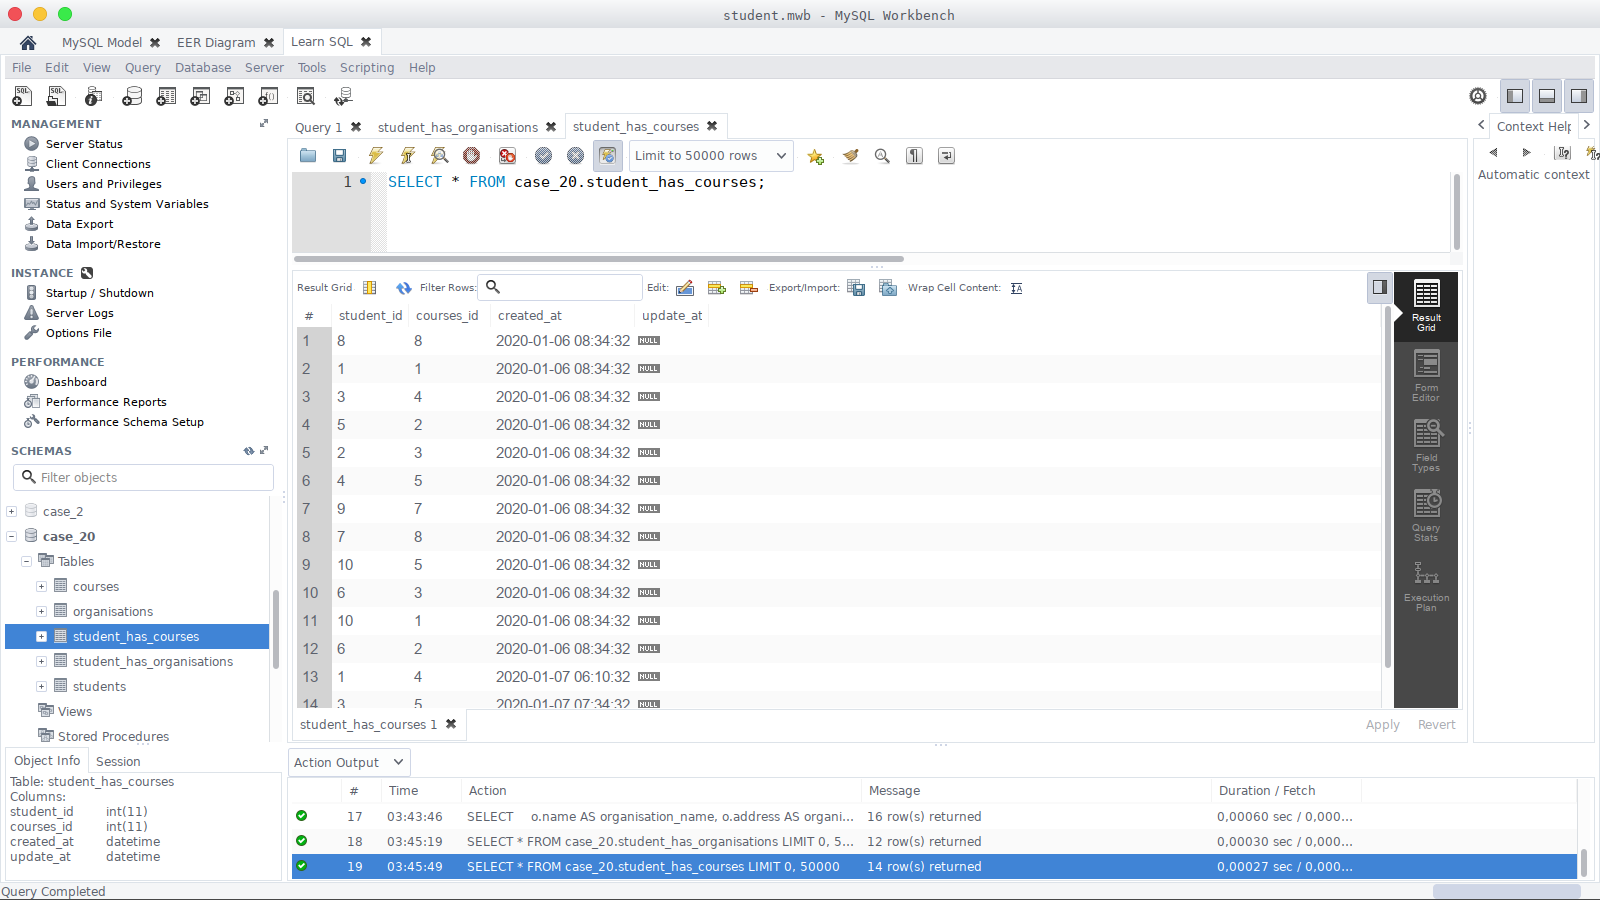 student.mwb - MySQL Workbench
MySQL Model
EER Diagram
Learn SQL
File Edit View Query Database Server Tools Scripting Help
MANAGEMENT
Server Status
Client Connections
Users and Privileges
Status and System Variables
Data Export
Data Import/Restore
INSTANCE
Startup / Shutdown
Server Logs
Options File
PERFORMANCE
Dashboard
Performance Reports
Performance Schema Setup
SCHEMAS
Filter objects
case_2
case_20
Tables
courses
organisations
student_has_courses
student_has_organisations
students
Views
Stored Procedures
Object Info Session
Table: student_has_courses
Columns:
student_id int(11)
courses_id int(11)
created_at datetime
update_at datetime
Query 1 student_has_organisations student_has_courses
Limit to 50000 rows
1 SELECT * FROM case_20.student_has_courses;
Result Grid Filter Rows: Edit: Export/Import: Wrap Cell Content:
# student_id courses_id created_at update_at
1 8 8 2020-01-06 08:34:32 NULL
2 1 1 2020-01-06 08:34:32 NULL
3 3 4 2020-01-06 08:34:32 NULL
4 5 2 2020-01-06 08:34:32 NULL
5 2 3 2020-01-06 08:34:32 NULL
6 4 5 2020-01-06 08:34:32 NULL
7 9 7 2020-01-06 08:34:32 NULL
8 7 8 2020-01-06 08:34:32 NULL
9 10 5 2020-01-06 08:34:32 NULL
10 6 3 2020-01-06 08:34:32 NULL
11 10 1 2020-01-06 08:34:32 NULL
12 6 2 2020-01-06 08:34:32 NULL
13 1 4 2020-01-07 06:10:32 NULL
14 3 5 2020-01-07 07:34:32 NULL
Result
Grid
Form
Editor
Field
Types
Query
Stats
Execution
Plan
student_has_courses 1
Apply Revert
Context Help
Automatic context
Action Output
# Time Action Message Duration / Fetch
17 03:43:46 SELECT o.name AS organisation_name, o.address AS organi... 16 row(s) returned 0,00060 sec / 0,000...
18 03:45:19 SELECT * FROM case_20.student_has_organisations LIMIT 0, 5... 12 row(s) returned 0,00030 sec / 0,000...
19 03:45:49 SELECT * FROM case_20.student_has_courses LIMIT 0, 50000 14 row(s) returned 0,00027 sec / 0,000...
Query Completed